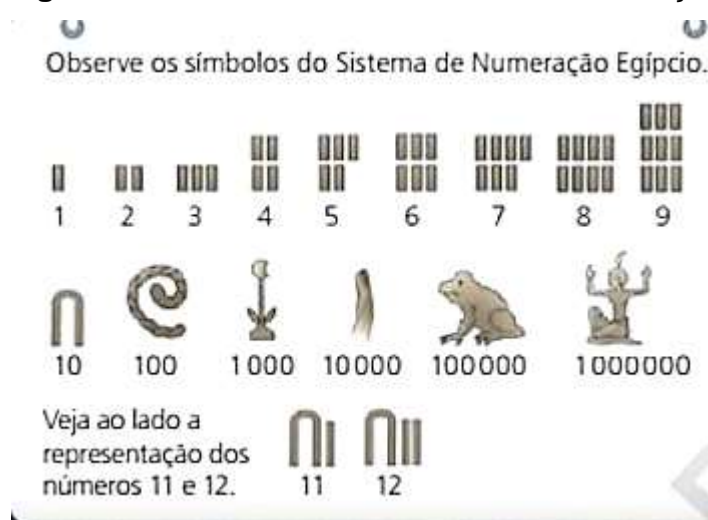 Observe os símbolos do Sistema de Numeração Egípcio.
1 2 3 4 5 6 7 8 9
10 100 1 000 10 000 100 000 1 000 000
Veja ao lado a
representação dos
números 11 e 12.
11 12